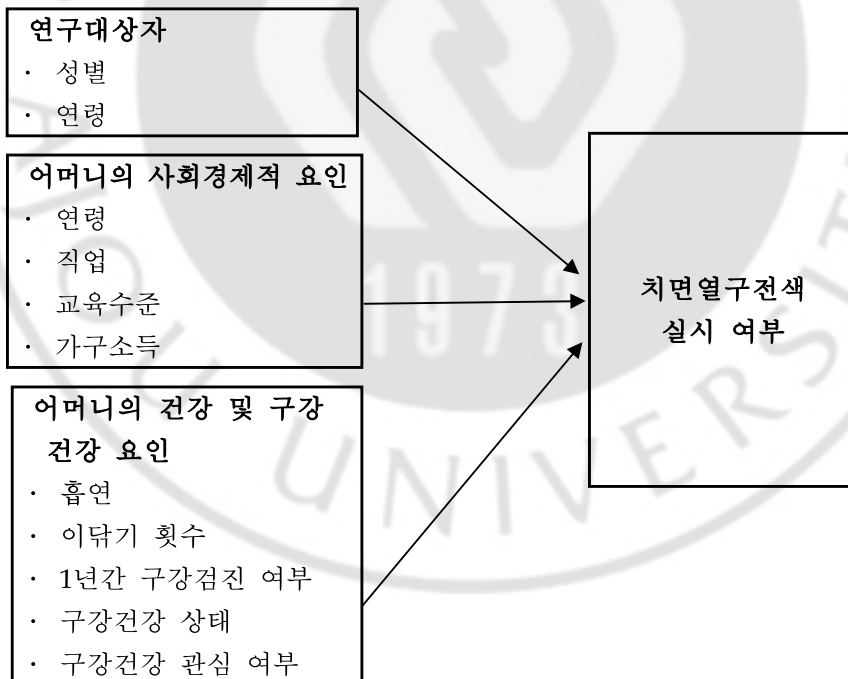 연구대상자
· 성별
· 연령
어머니의 사회경제적 요인
· 연령
· 직업
· 교육수준
· 가구소득
어머니의 건강 및 구강
건강 요인
· 흡연
· 이닦기 횟수
· 1년간 구강검진 여부
· 구강건강 상태
· 구강건강 관심 여부
치면열구전색
실시 여부
1973
AJOU UNIVERSIT